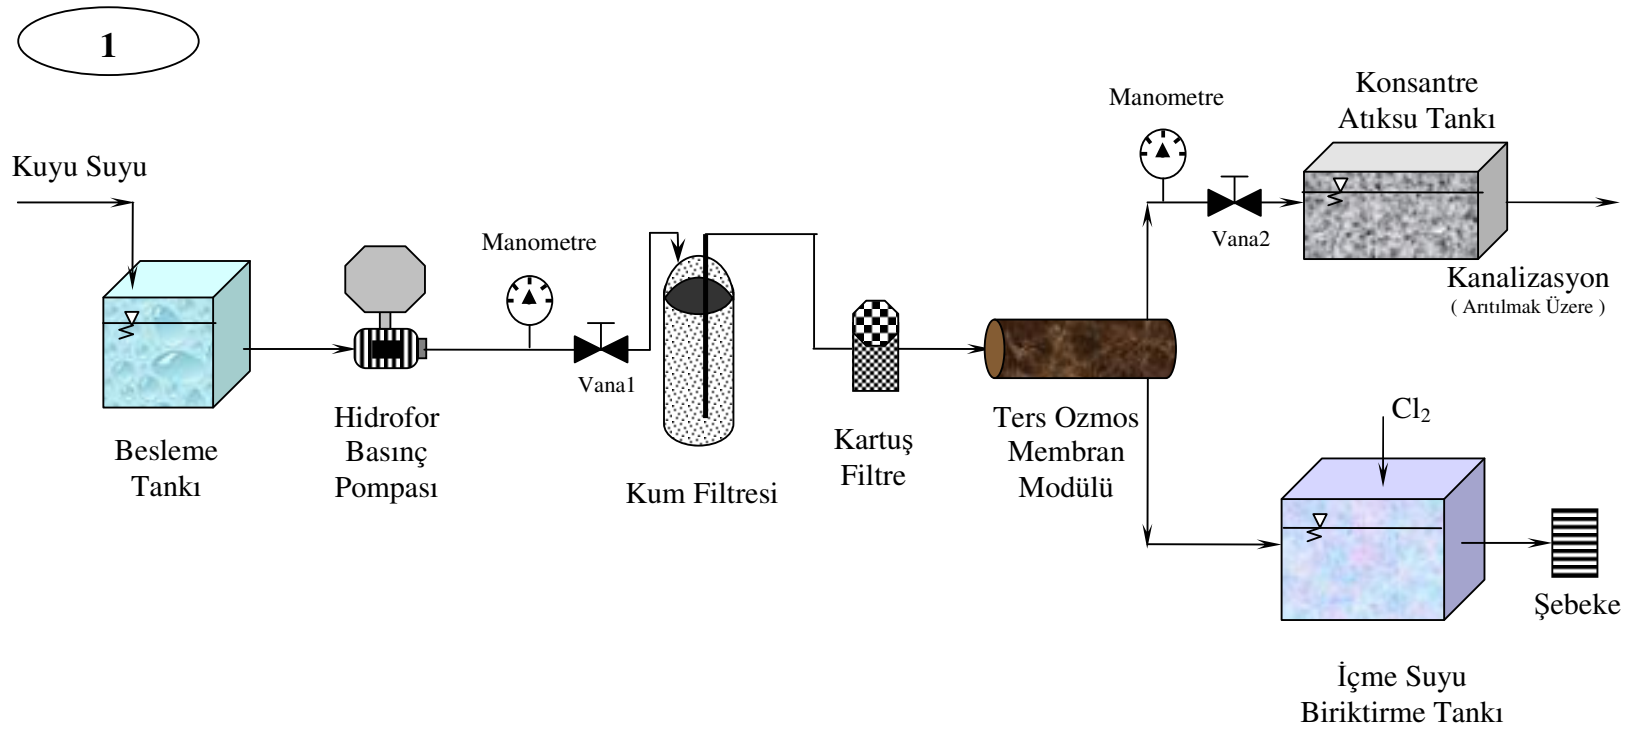 1
Kuyu Suyu
Besleme
Tankı
Hidrofor
Basınç
Pompası
Manometre
Vana1
Kum Filtresi
Kartuş
Filtre
Ters Ozmos
Membran
Modülü
Manometre
Vana2
Konsantre
Atıksu Tankı
Kanalizasyon
( Arıtılmak Üzere )
Cl₂
Şebeke
İçme Suyu
Biriktirme Tankı